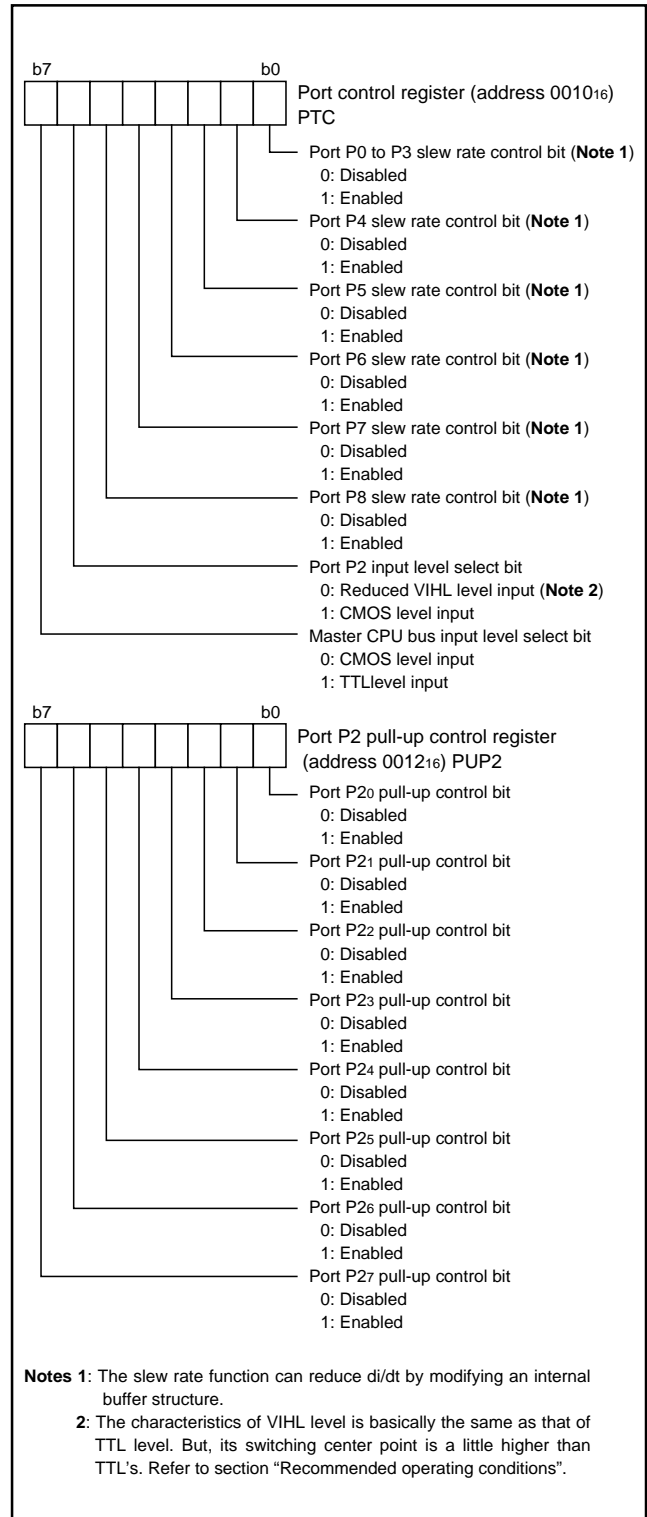 b7 b0
Port control register (address 0010₁₆)
PTC
Port P0 to P3 slew rate control bit (Note 1)
0: Disabled
1: Enabled
Port P4 slew rate control bit (Note 1)
0: Disabled
1: Enabled
Port P5 slew rate control bit (Note 1)
0: Disabled
1: Enabled
Port P6 slew rate control bit (Note 1)
0: Disabled
1: Enabled
Port P7 slew rate control bit (Note 1)
0: Disabled
1: Enabled
Port P8 slew rate control bit (Note 1)
0: Disabled
1: Enabled
Port P2 input level select bit
0: Reduced VIHL level input (Note 2)
1: CMOS level input
Master CPU bus input level select bit
0: CMOS level input
1: TTLlevel input
b7 b0
Port P2 pull-up control register
(address 0012₁₆) PUP2
Port P2₀ pull-up control bit
0: Disabled
1: Enabled
Port P2₁ pull-up control bit
0: Disabled
1: Enabled
Port P2₂ pull-up control bit
0: Disabled
1: Enabled
Port P2₃ pull-up control bit
0: Disabled
1: Enabled
Port P2₄ pull-up control bit
0: Disabled
1: Enabled
Port P2₅ pull-up control bit
0: Disabled
1: Enabled
Port P2₆ pull-up control bit
0: Disabled
1: Enabled
Port P2₇ pull-up control bit
0: Disabled
1: Enabled
Notes 1: The slew rate function can reduce di/dt by modifying an internal
buffer structure.
2: The characteristics of VIHL level is basically the same as that of
TTL level. But, its switching center point is a little higher than
TTL's. Refer to section “Recommended operating conditions”.